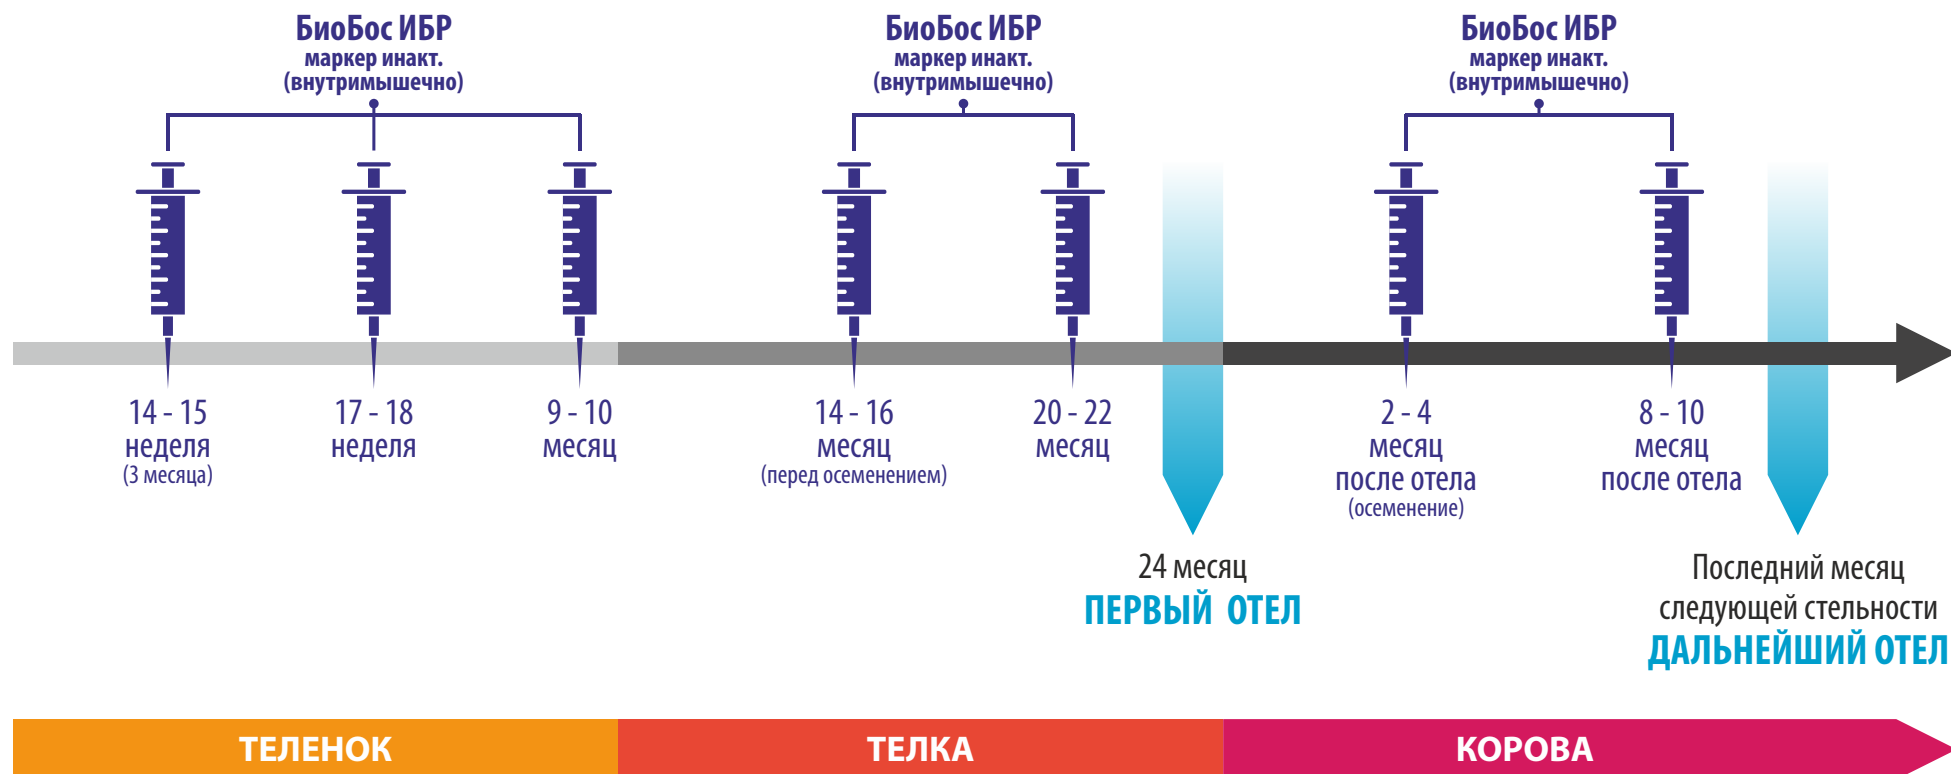 БиоБос ИБР
маркер инакт.
(внутримышечно)
БиоБос ИБР
маркер инакт.
(внутримышечно)
БиоБос ИБР
маркер инакт.
(внутримышечно)
14 - 15
неделя
(3 месяца)
17 - 18
неделя
9 - 10
месяц
14 - 16
месяц
(перед осеменением)
20 - 22
месяц
2 - 4
месяц
после отела
(осеменение)
8 - 10
месяц
после отела
24 месяц
ПЕРВЫЙ ОТЕЛ
Последний месяц
следующей стельности
ДАЛЬНЕЙШИЙ ОТЕЛ
ТЕЛЕНОК
ТЕЛКА
КОРОВА